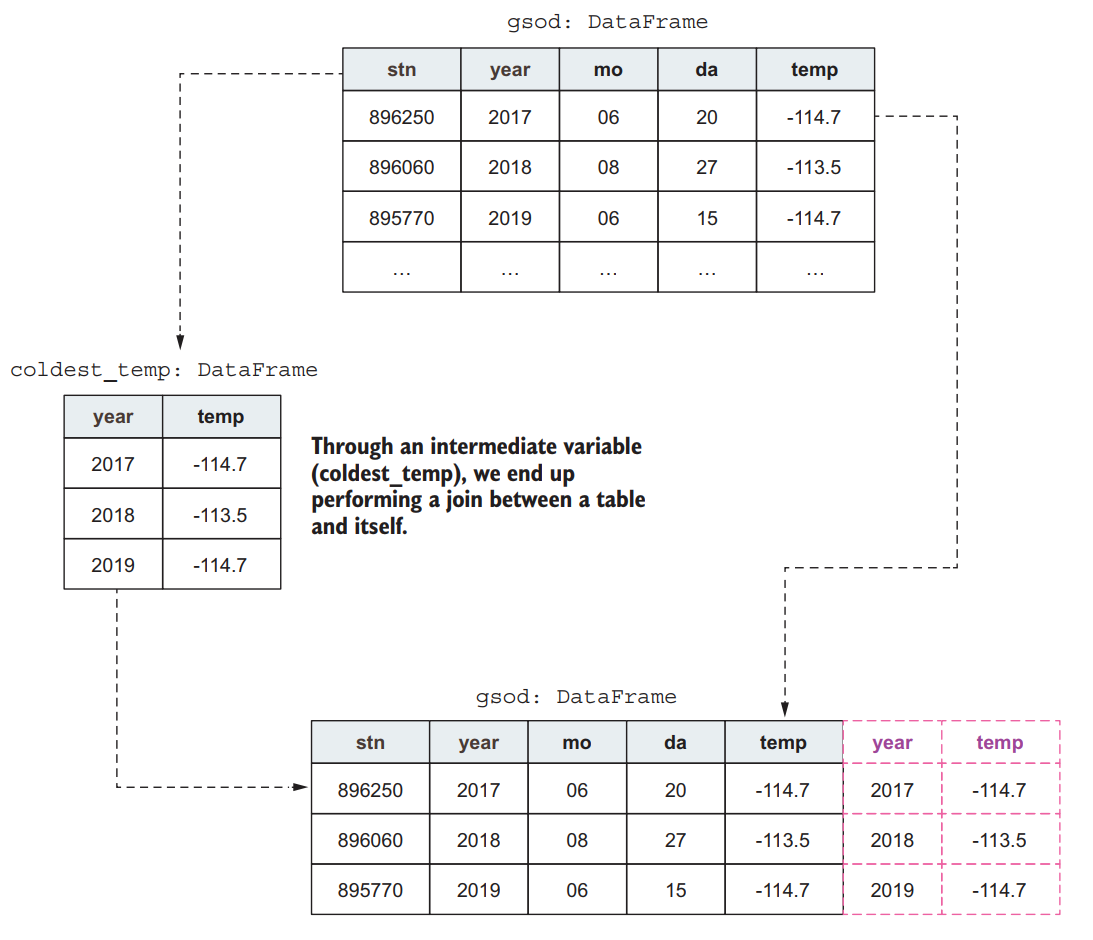 gsod: DataFrame
stn year mo da temp
896250 2017 06 20 -114.7
896060 2018 08 27 -113.5
895770 2019 06 15 -114.7
... ... ... ... ...
coldest_temp: DataFrame
year temp
2017 -114.7
2018 -113.5
2019 -114.7
Through an intermediate variable
(coldest_temp), we end up
performing a join between a table
and itself.
gsod: DataFrame
stn year mo da temp year temp
896250 2017 06 20 -114.7 2017 -114.7
896060 2018 08 27 -113.5 2018 -113.5
895770 2019 06 15 -114.7 2019 -114.7